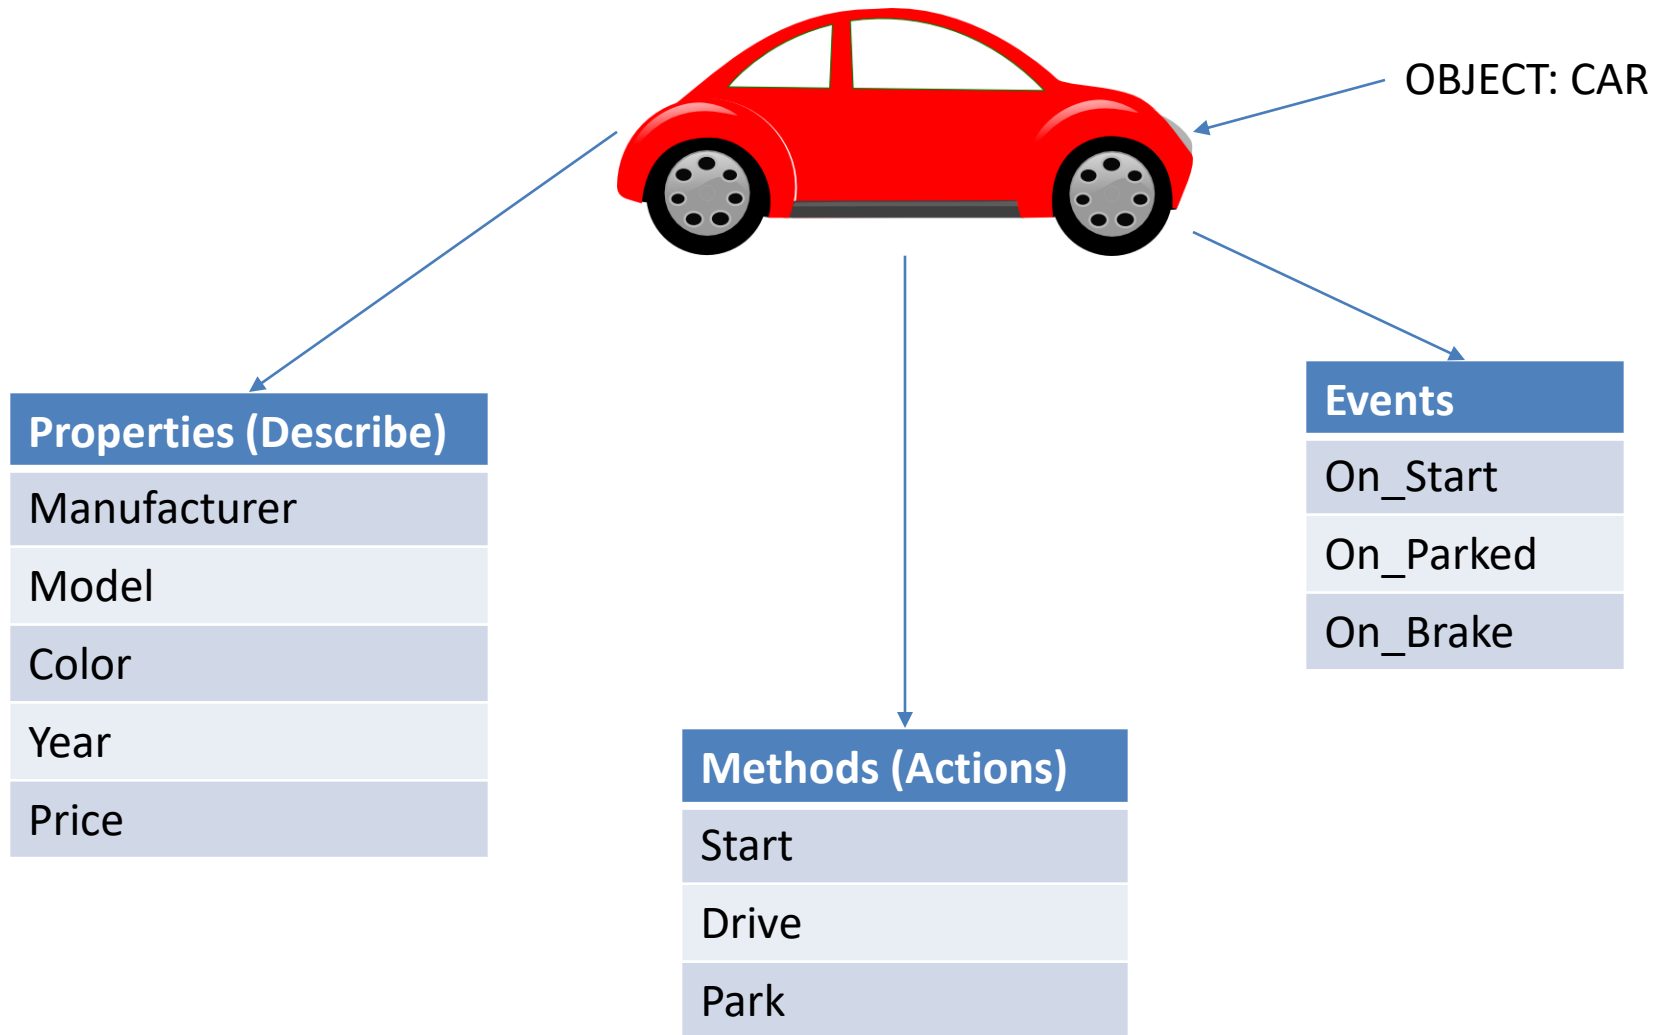 OBJECT: CAR
Properties (Describe)
Manufacturer
Model
Color
Year
Price
Methods (Actions)
Start
Drive
Park
Events
On_Start
On_Parked
On_Brake